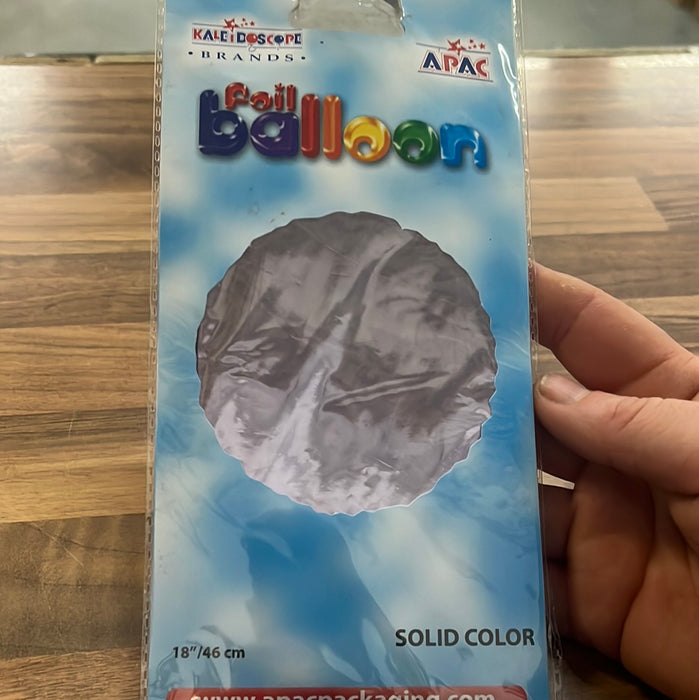 KALEIDOSCOPE
• BRANDS •
APAC
foil
balloon
18"/46 cm
SOLID COLOR
www.apacpackaging.com